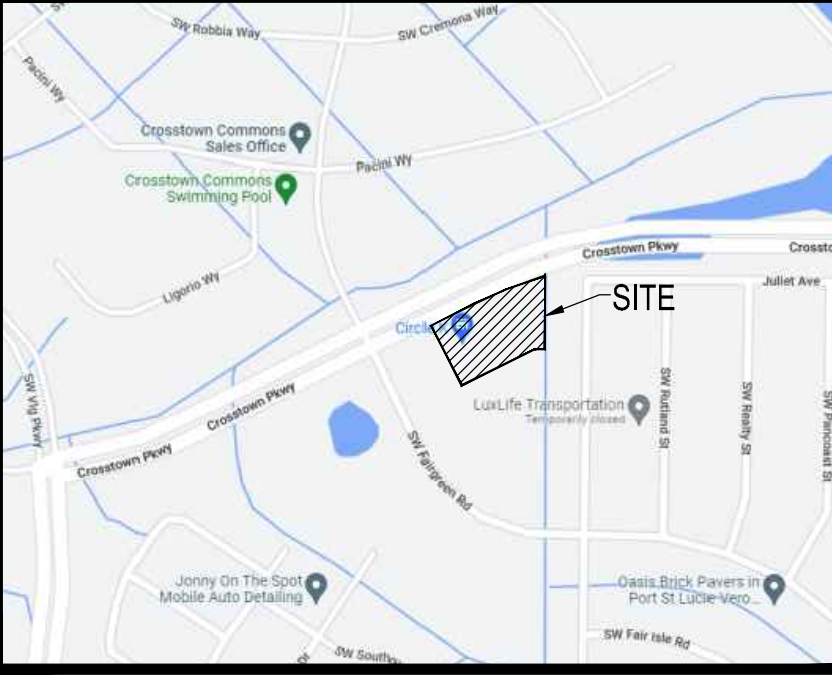 SW Robbia Way
SW Cremona Way
Pacini Wy
Crosstown Commons
Sales Office
Pacini Wy
Crosstown Commons
Swimming Pool
Crosstown Pkwy
Crosstown
Ligorio Wy
Juliet Ave
SITE
Circle K
SW Vig Pkwy
Crosstown Pkwy
Crosstown Pkwy
LuxLife Transportation
Temporarily closed
SW Rutland St
SW Realty St
SW Pancoast St
SW Fairgreen Rd
Jonny On The Spot
Mobile Auto Detailing
Oasis Brick Pavers in
Port St Lucie Vero...
SW Fair Isle Rd
Dr